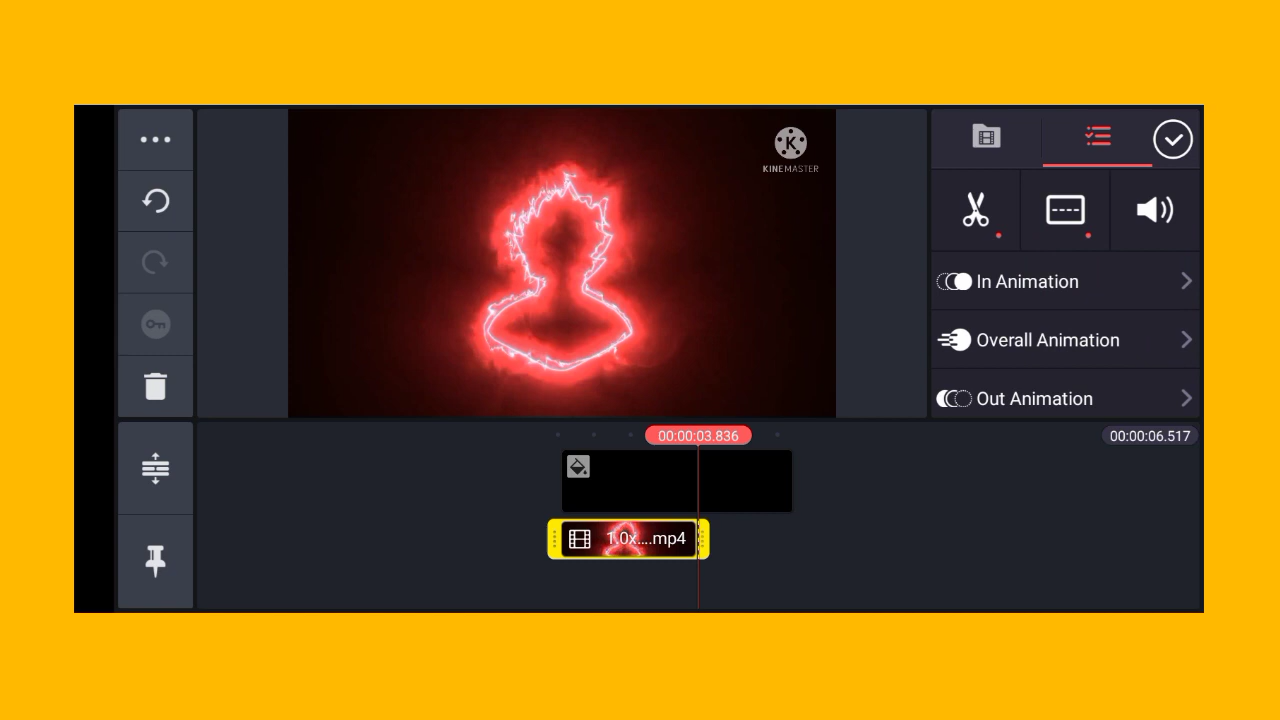 K
KINEMASTER
In Animation
Overall Animation
Out Animation
00:00:03.836
00:00:06.517
1.0x....mp4